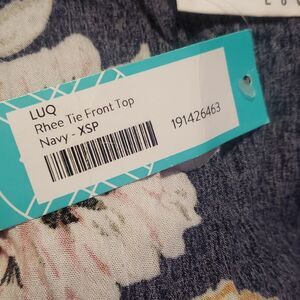 LUQ
Rhee Tie Front Top
Navy - XSP
191426463